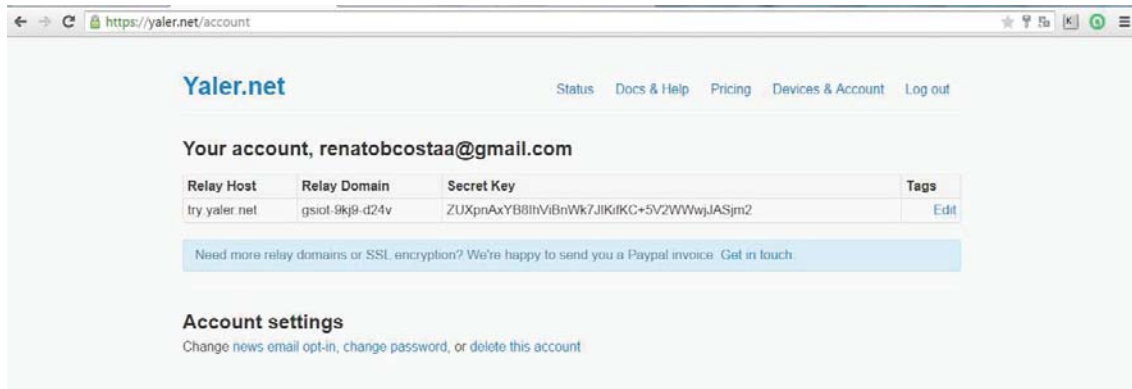 https://yaler.net/account
Yaler.net Status Docs & Help Pricing Devices & Account Log out
Your account, renatobcostaa@gmail.com
Relay Host Relay Domain Secret Key Tags
try.yaler.net gsiot-9kj9-d24v Edit
Need more relay domains or SSL encryption? We're happy to send you a Paypal invoice. Get in touch.
Account settings
Change news email opt-in, change password, or delete this account